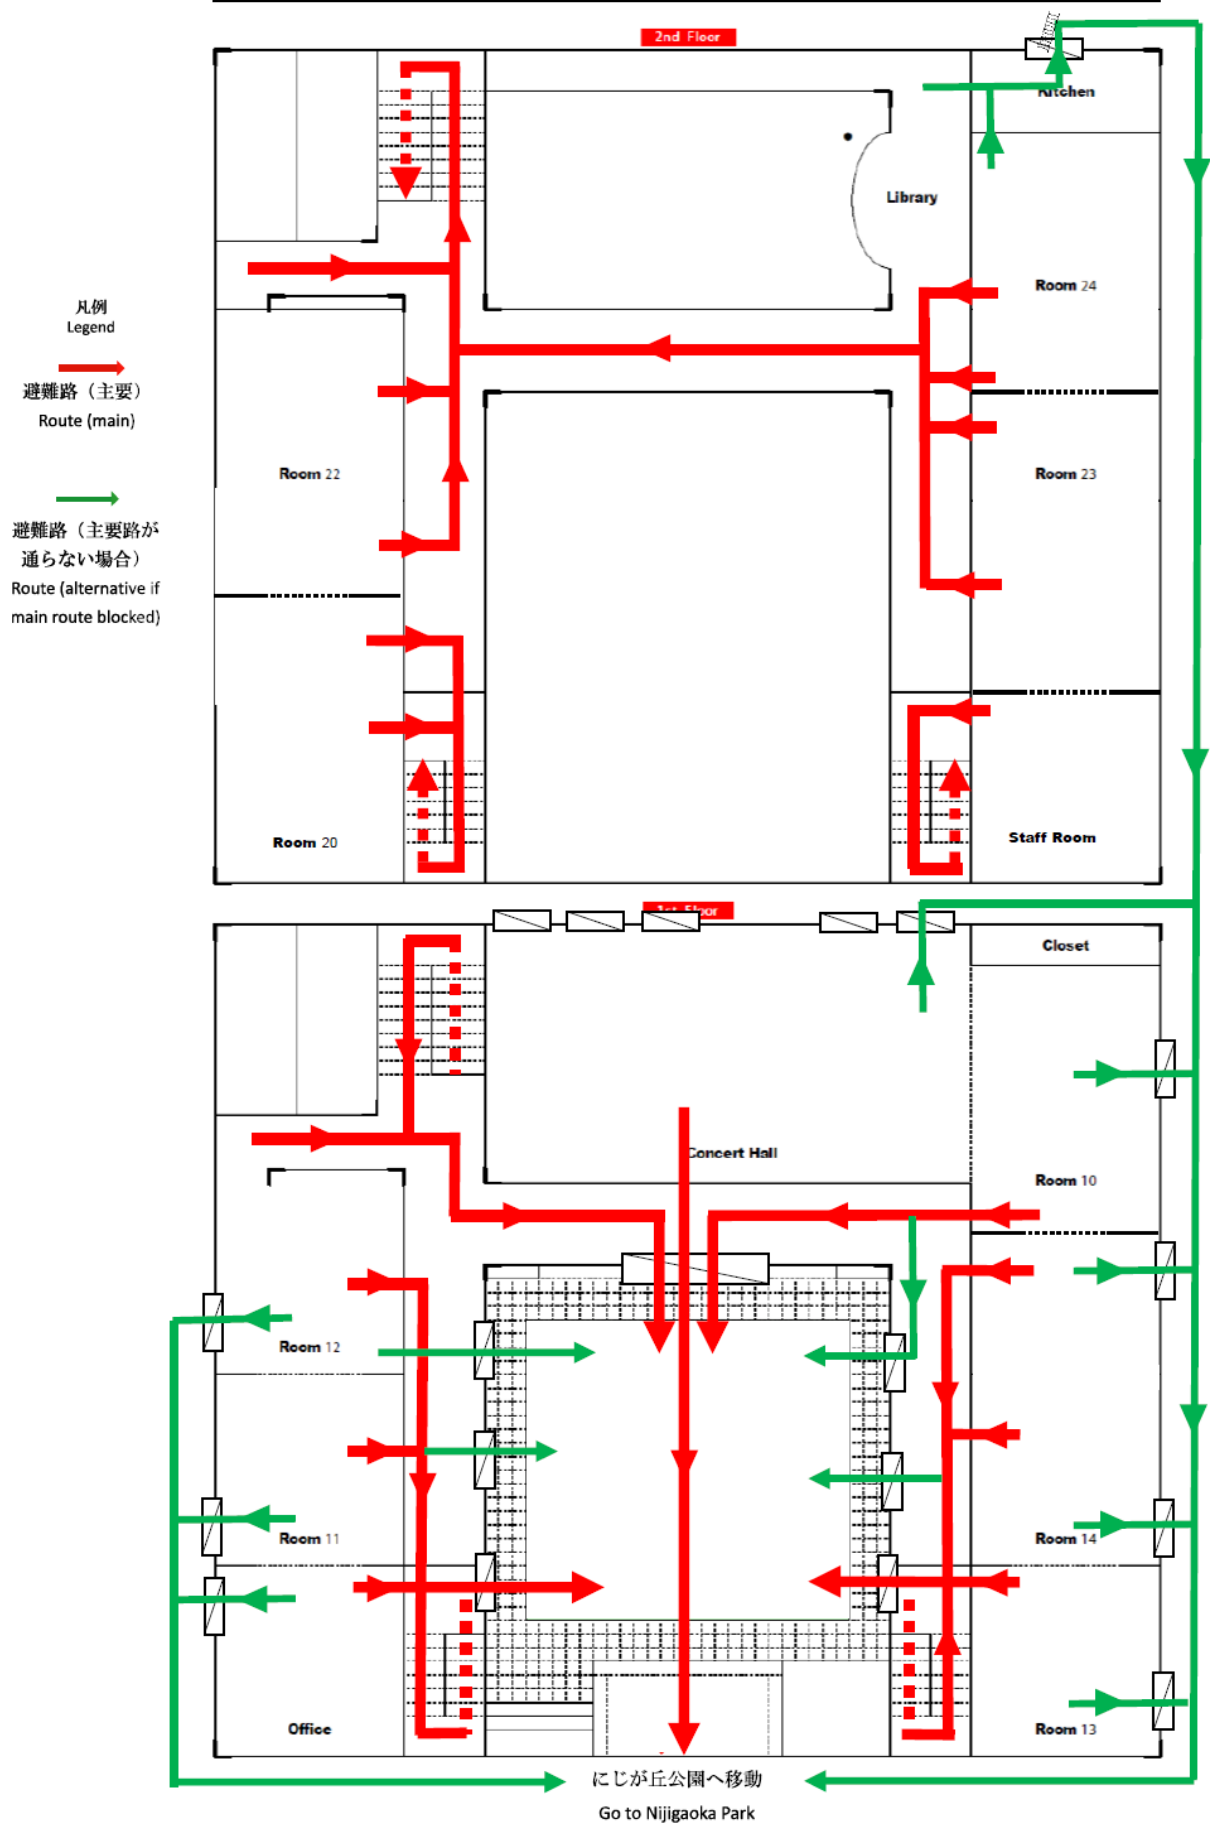 2nd Floor
Kitchen
Library
Room 24
凡例
Legend
避難路（主要）
Route (main)
Room 22
Room 23
避難路（主要路が
通らない場合）
Route (alternative if
main route blocked)
Room 20
Staff Room
1st Floor
Closet
Concert Hall
Room 10
Room 12
Room 11
Room 14
Office
Room 13
にじが丘公園へ移動
Go to Nijigaoka Park